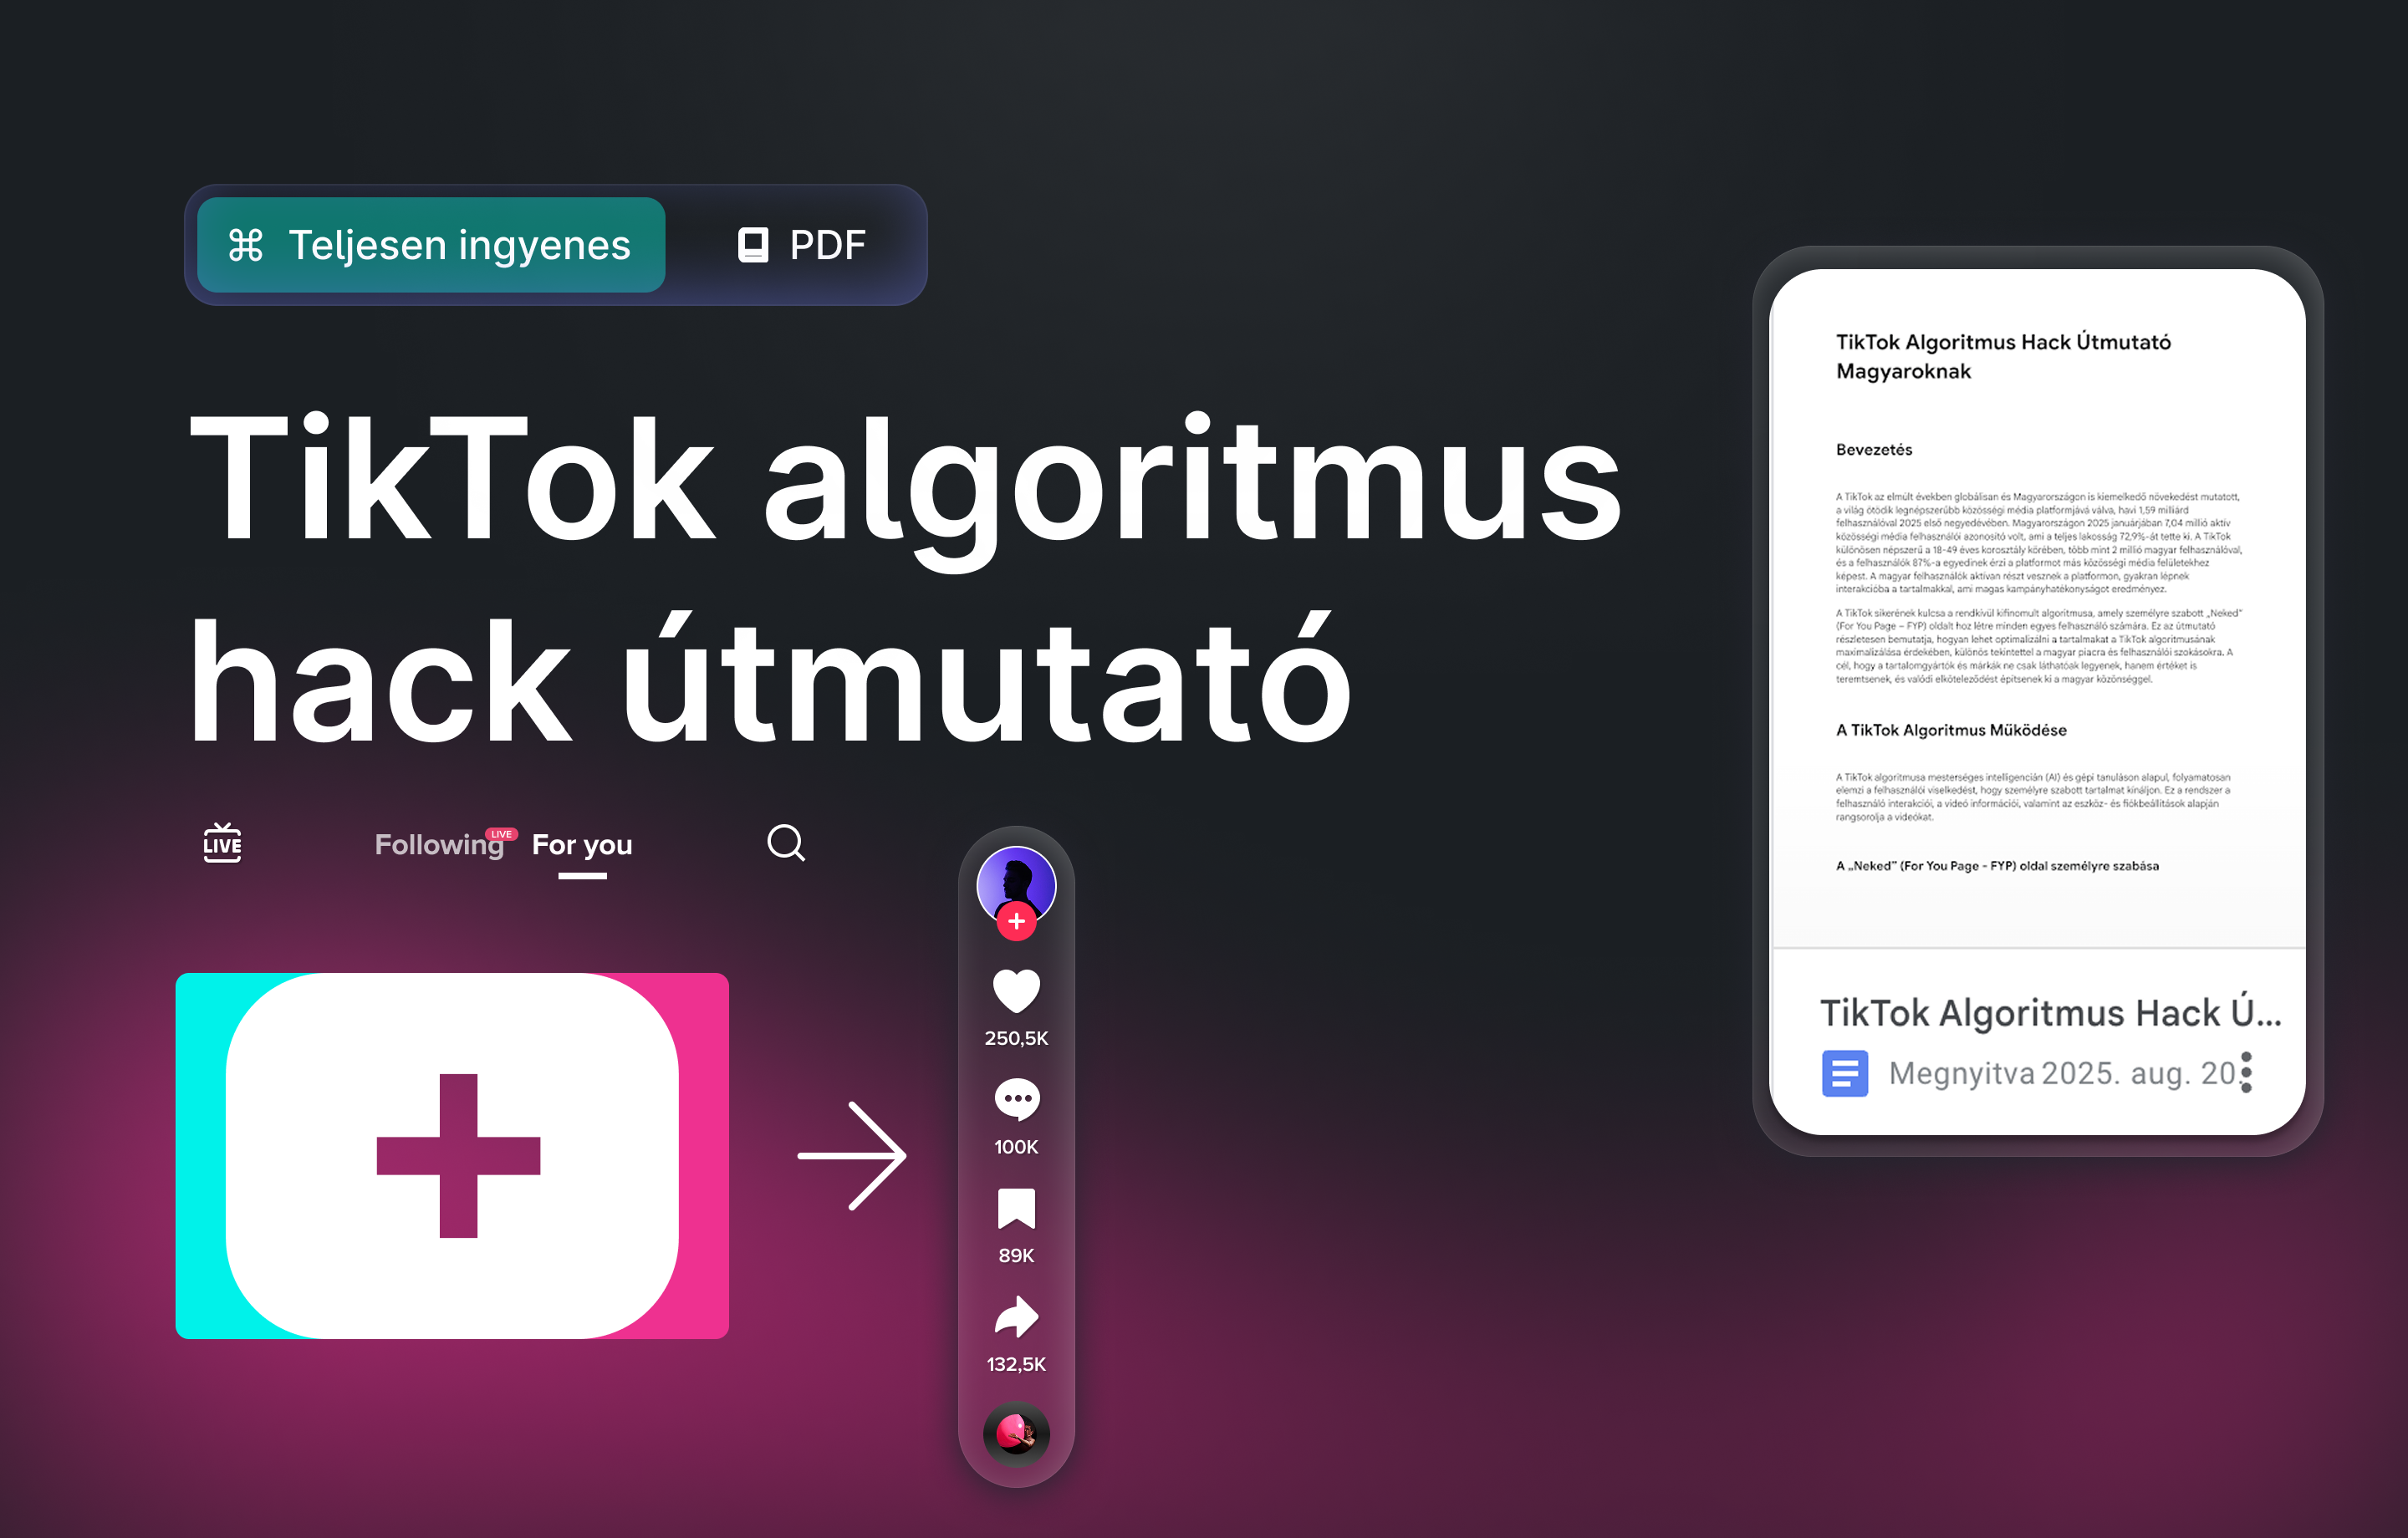 Teljesen ingyenes
PDF
TikTok algoritmus
hack útmutató
LIVE
Following
LIVE
For you
250,5K
100K
89K
132,5K
TikTok Algoritmus Hack Útmutató
Magyaroknak
Bevezetés
A TikTok az elmúlt években globálisan és Magyarországon is kiemelkedő növekedést mutatott,
a világ ötödik legnépszerűbb közösségi média platformjává válva, havi 1,59 milliárd
felhasználóval 2025 első negyedévében. Magyarországon 2025 januárjában 7,04 millió aktív
közösségi média felhasználói azonosító volt, ami a teljes lakosság 72,9%-át tette ki. A TikTok
különösen népszerű a 18-49 éves korosztály körében, több mint 2 millió magyar felhasználóval,
és a felhasználók 87%-a egyedinek érzi a platformot más közösségi média felületekhez
képest. A magyar felhasználók aktívan részt vesznek a platformon, gyakran lépnek
interakcióba a tartalmakkal, ami magas kampányhatékonyságot eredményez.
A TikTok sikerének kulcsa a rendkívül kifinomult algoritmusa, amely személyre szabott „Neked"
(For You Page – FYP) oldalt hoz létre minden egyes felhasználó számára. Ez az útmutató
részletesen bemutatja, hogyan lehet optimalizálni a tartalmakat a TikTok algoritmusának
maximalizálása érdekében, különös tekintettel a magyar piacra és felhasználói szokásokra. A
cél, hogy a tartalomgyártók és márkák ne csak láthatóak legyenek, hanem értéket is
teremtsenek, és valódi elköteleződést építsenek ki a magyar közönséggel.
A TikTok Algoritmus Működése
A TikTok algoritmusa mesterséges intelligencián (AI) és gépi tanuláson alapul, folyamatosan
elemzi a felhasználói viselkedést, hogy személyre szabott tartalmat kínáljon. Ez a rendszer a
felhasználó interakciói, a videó információi, valamint az eszköz- és fiókbeállítások alapján
rangsorolja a videókat.
A „Neked" (For You Page - FYP) oldal személyre szabása
TikTok Algoritmus Hack Ú...
Megnyitva 2025. aug. 20.